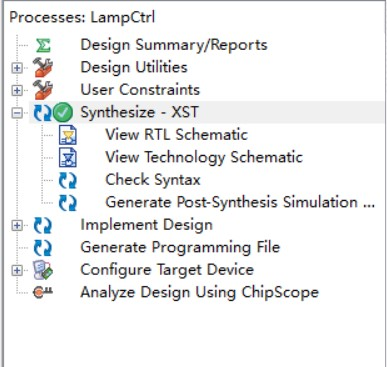 Processes: LampCtrl
Design Summary/Reports
Design Utilities
User Constraints
Synthesize - XST
View RTL Schematic
View Technology Schematic
Check Syntax
Generate Post-Synthesis Simulation ...
Implement Design
Generate Programming File
Configure Target Device
Analyze Design Using ChipScope